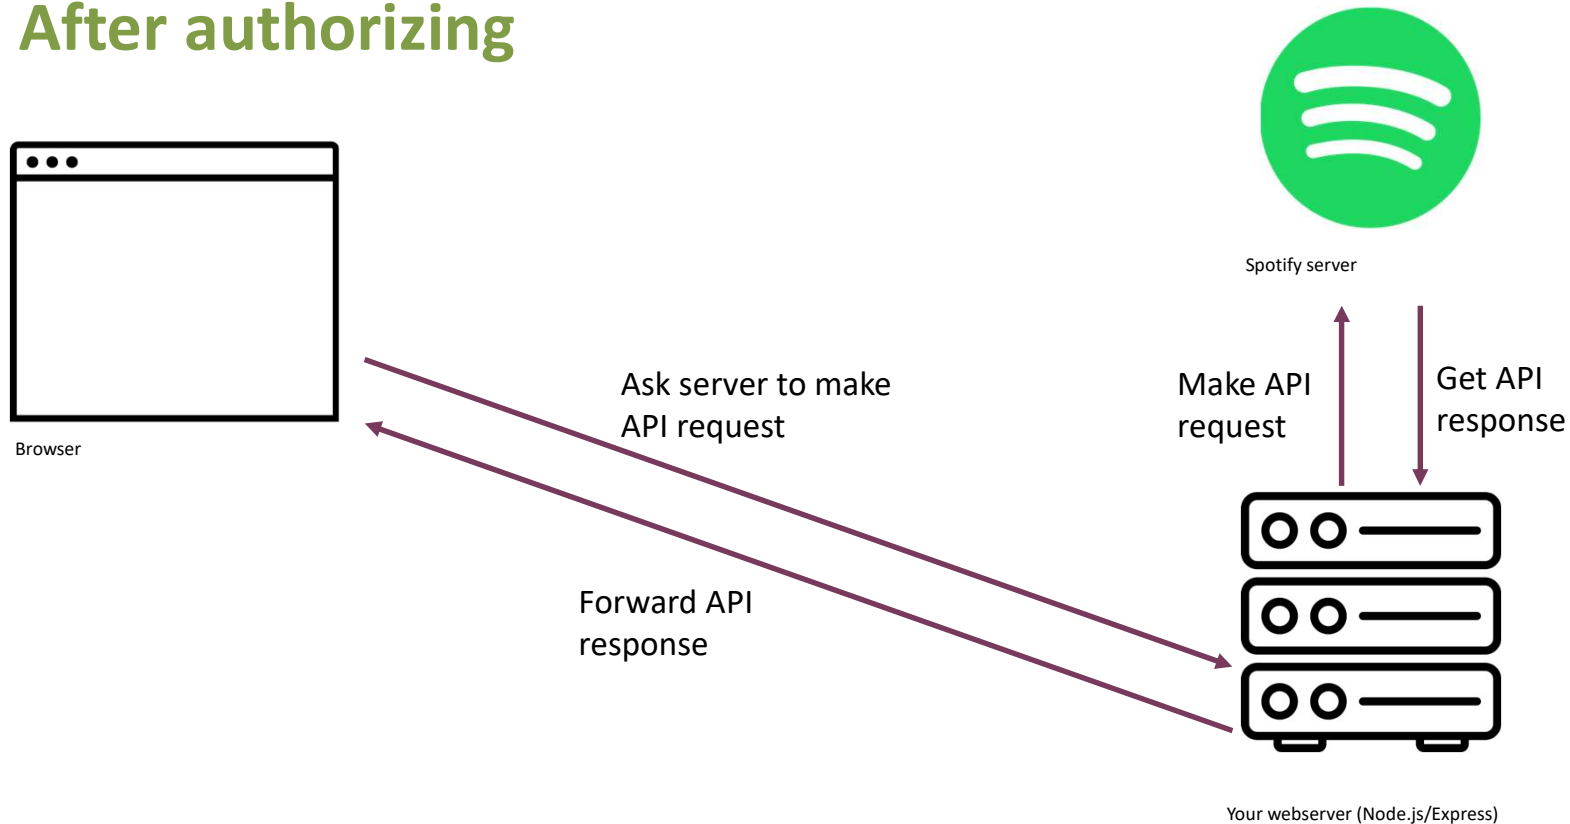 After authorizing
Spotify server
Browser
Ask server to make
API request
Make API
request
Get API
response
Forward API
response
Your webserver (Node.js/Express)